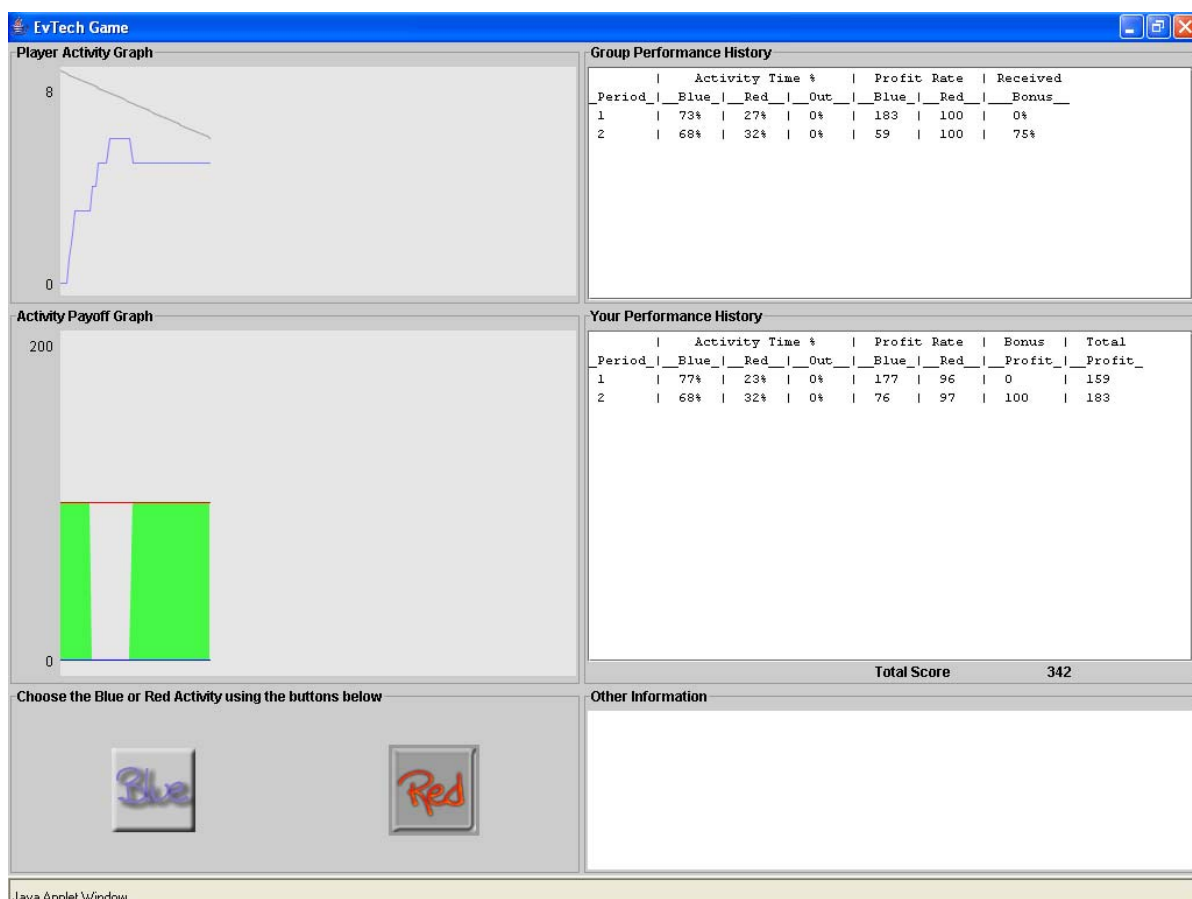 EvTech Game
Player Activity Graph
8
0
Group Performance History
| Activity Time % | Profit Rate | Received
_Period_|__Blue_|__Red__|__Out__|__Blue_|__Red_|___Bonus__
1 | 73% | 27% | 0% | 183 | 100 | 0%
2 | 68% | 32% | 0% | 59 | 100 | 75%
Activity Payoff Graph
200
0
Your Performance History
| Activity Time % | Profit Rate | Bonus | Total
_Period_|__Blue_|__Red__|__Out__|__Blue_|__Red_|__Profit_|__Profit_
1 | 77% | 23% | 0% | 177 | 96 | 0 | 159
2 | 68% | 32% | 0% | 76 | 97 | 100 | 183
Total Score 342
Choose the Blue or Red Activity using the buttons below
Blue
Red
Other Information
Java Applet Window